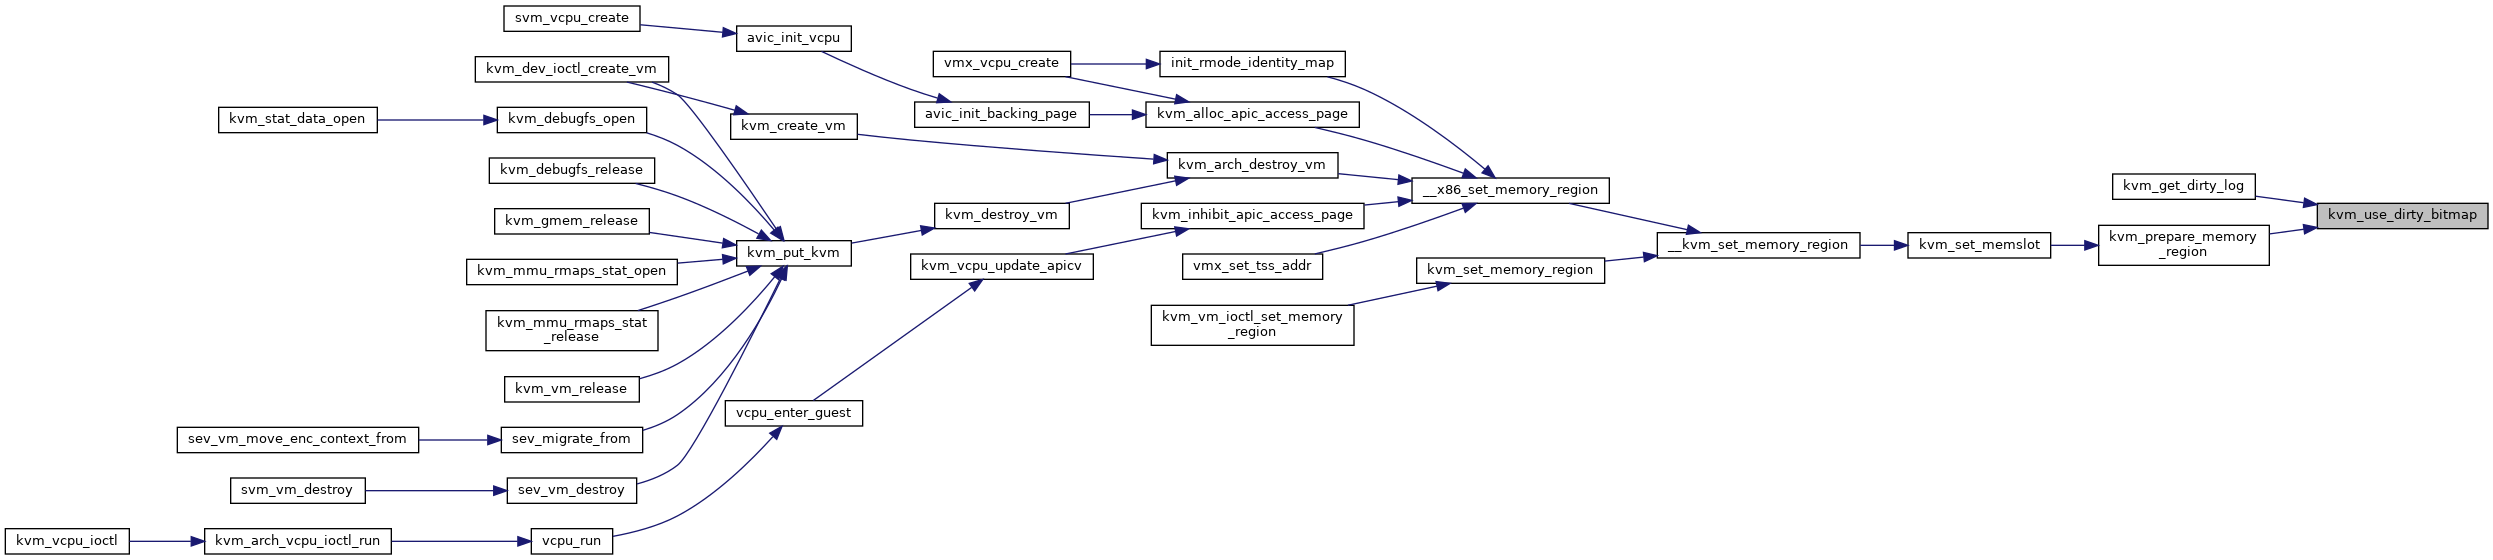 svm_vcpu_create
avic_init_vcpu
kvm_dev_ioctl_create_vm
vmx_vcpu_create
init_rmode_identity_map
kvm_stat_data_open
kvm_debugfs_open
kvm_create_vm
avic_init_backing_page
kvm_alloc_apic_access_page
kvm_debugfs_release
kvm_arch_destroy_vm
__x86_set_memory_region
kvm_get_dirty_log
kvm_use_dirty_bitmap
kvm_gmem_release
kvm_destroy_vm
kvm_inhibit_apic_access_page
kvm_put_kvm
__kvm_set_memory_region
kvm_set_memslot
kvm_prepare_memory
_region
kvm_mmu_rmaps_stat_open
kvm_vcpu_update_apicv
vmx_set_tss_addr
kvm_set_memory_region
kvm_mmu_rmaps_stat
_release
kvm_vm_ioctl_set_memory
_region
kvm_vm_release
vcpu_enter_guest
sev_vm_move_enc_context_from
sev_migrate_from
svm_vm_destroy
sev_vm_destroy
kvm_vcpu_ioctl
kvm_arch_vcpu_ioctl_run
vcpu_run